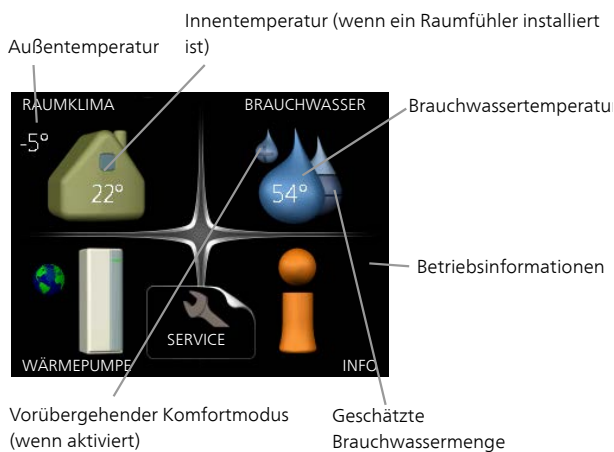 Innentemperatur (wenn ein Raumfühler installiert
ist)
Außentemperatur
RAUMKLIMA
BRAUCHWASSER
Brauchwassertemperatur
-5°
22°
54°
Betriebsinformationen
SERVICE
WÄRMEPUMPE
INFO
Vorübergehender Komfortmodus
(wenn aktiviert)
Geschätzte
Brauchwassermenge